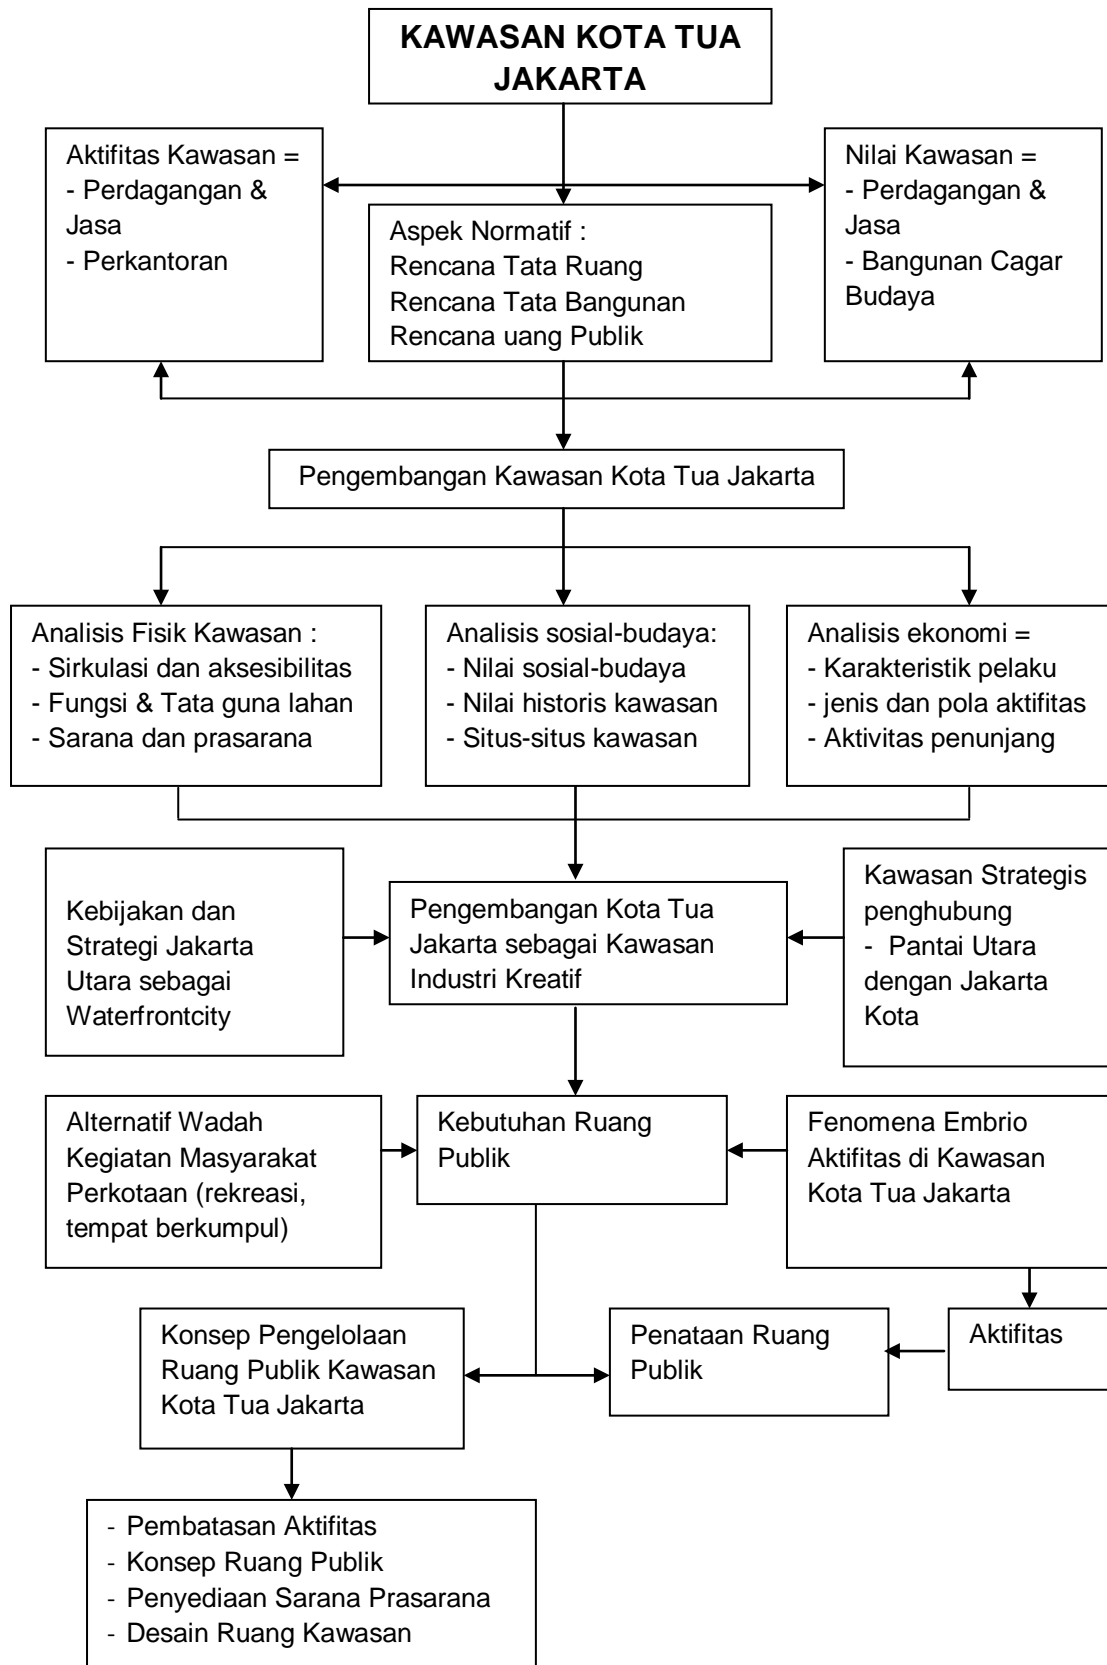 KAWASAN KOTA TUA
JAKARTA
Aktifitas Kawasan =
- Perdagangan &
Jasa
- Perkantoran
Aspek Normatif :
Rencana Tata Ruang
Rencana Tata Bangunan
Rencana uang Publik
Nilai Kawasan =
- Perdagangan &
Jasa
- Bangunan Cagar
Budaya
Pengembangan Kawasan Kota Tua Jakarta
Analisis Fisik Kawasan :
- Sirkulasi dan aksesibilitas
- Fungsi & Tata guna lahan
- Sarana dan prasarana
Analisis sosial-budaya:
- Nilai sosial-budaya
- Nilai historis kawasan
- Situs-situs kawasan
Analisis ekonomi =
- Karakteristik pelaku
- jenis dan pola aktifitas
- Aktivitas penunjang
Kebijakan dan
Strategi Jakarta
Utara sebagai
Waterfrontcity
Pengembangan Kota Tua
Jakarta sebagai Kawasan
Industri Kreatif
Kawasan Strategis
penghubung
- Pantai Utara
dengan Jakarta
Kota
Alternatif Wadah
Kegiatan Masyarakat
Perkotaan (rekreasi,
tempat berkumpul)
Kebutuhan Ruang
Publik
Fenomena Embrio
Aktifitas di Kawasan
Kota Tua Jakarta
Konsep Pengelolaan
Ruang Publik Kawasan
Kota Tua Jakarta
Penataan Ruang
Publik
Aktifitas
- Pembatasan Aktifitas
- Konsep Ruang Publik
- Penyediaan Sarana Prasarana
- Desain Ruang Kawasan